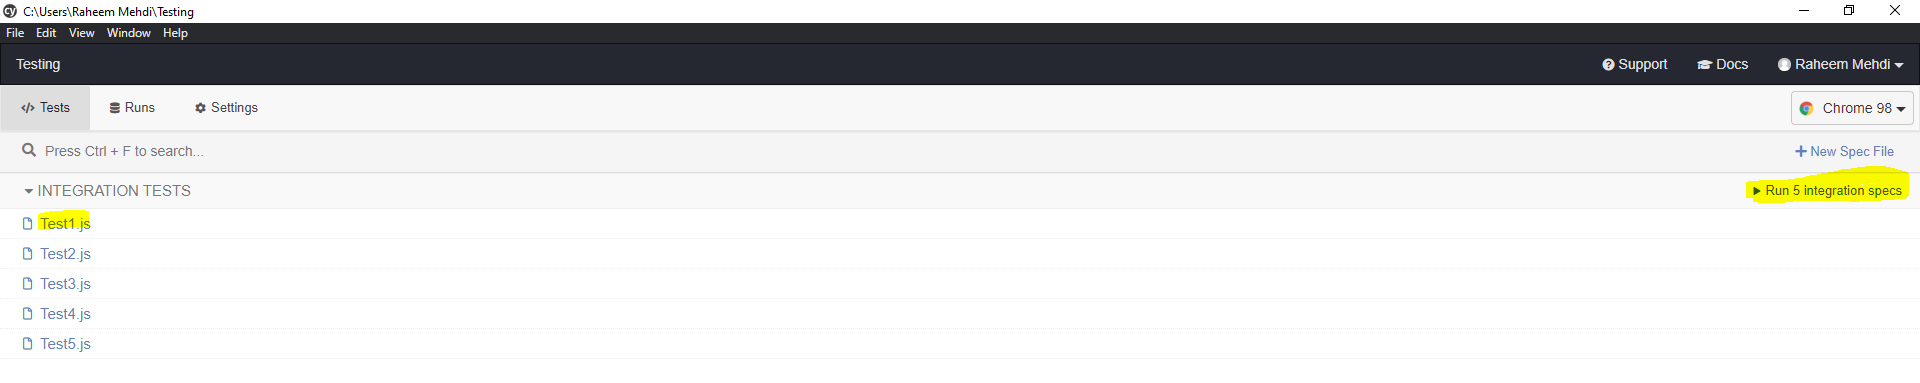 cy C:\Users\Raheem Mehdi\Testing
File Edit View Window Help
Testing Support Docs Raheem Mehdi
</> Tests Runs Settings Chrome 98
Press Ctrl + F to search... + New Spec File
INTEGRATION TESTS Run 5 integration specs
Test1.js
Test2.js
Test3.js
Test4.js
Test5.js